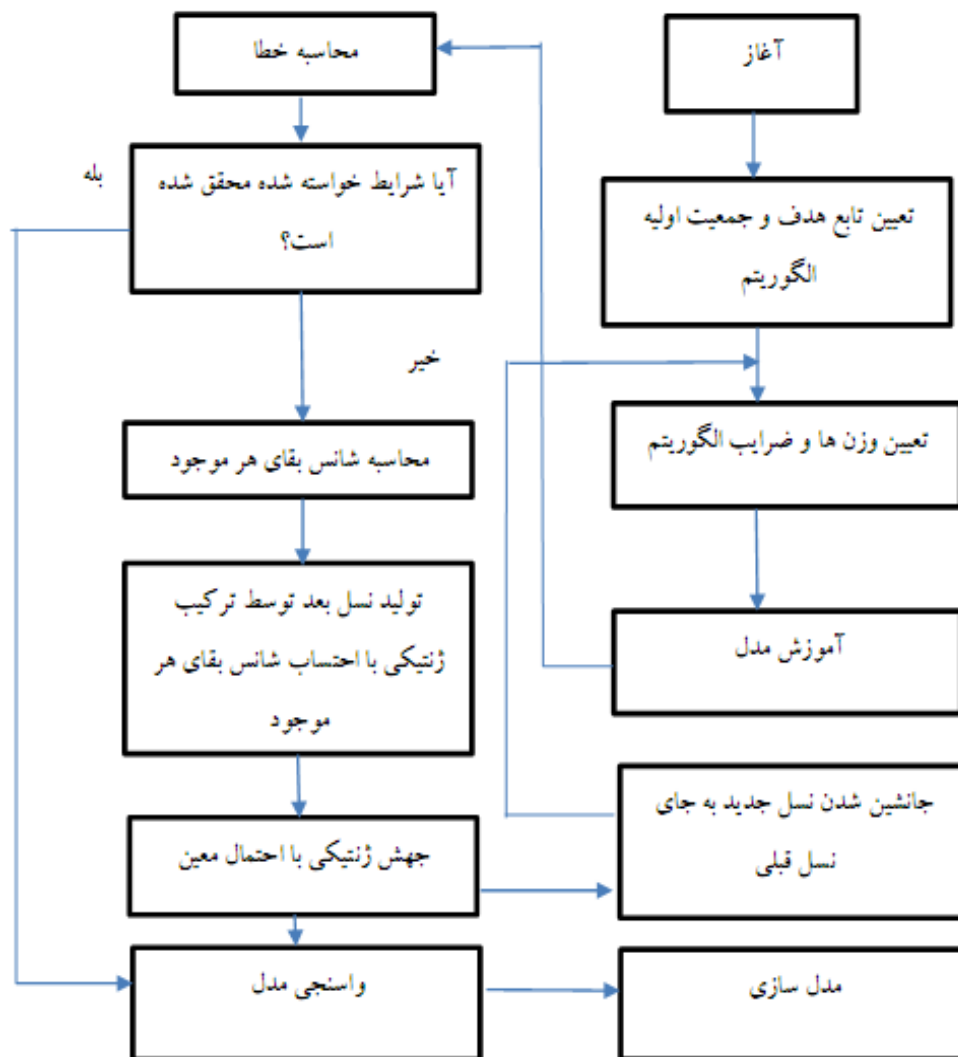 آغاز
تعیین تابع هدف و جمعیت اولیه
الگوریتم
تعیین وزن ها و ضرایب الگوریتم
آموزش مدل
محاسبه خطا
آیا شرایط خواسته شده محقق شده
است؟
بله
خیر
محاسبه شانس بقای هر موجود
تولید نسل بعد توسط ترکیب
ژنتیکی با احتساب شانس بقای هر
موجود
جهش ژنتیکی با احتمال معین
جانشین شدن نسل جدید به جای
نسل قبلی
واسنجی مدل
مدل سازی